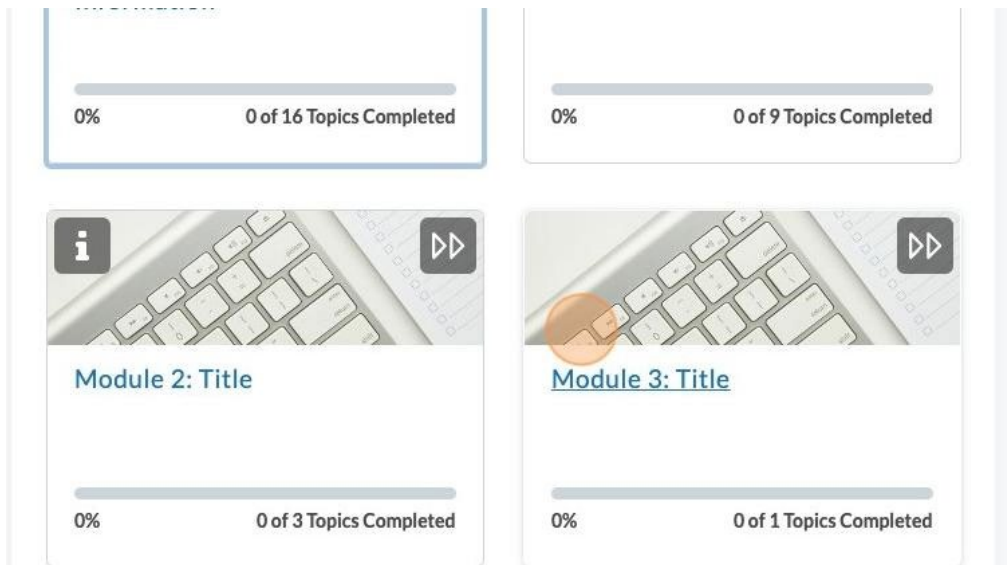 0% 0 of 16 Topics Completed
0% 0 of 9 Topics Completed
Module 2: Title
0% 0 of 3 Topics Completed
Module 3: Title
0% 0 of 1 Topics Completed